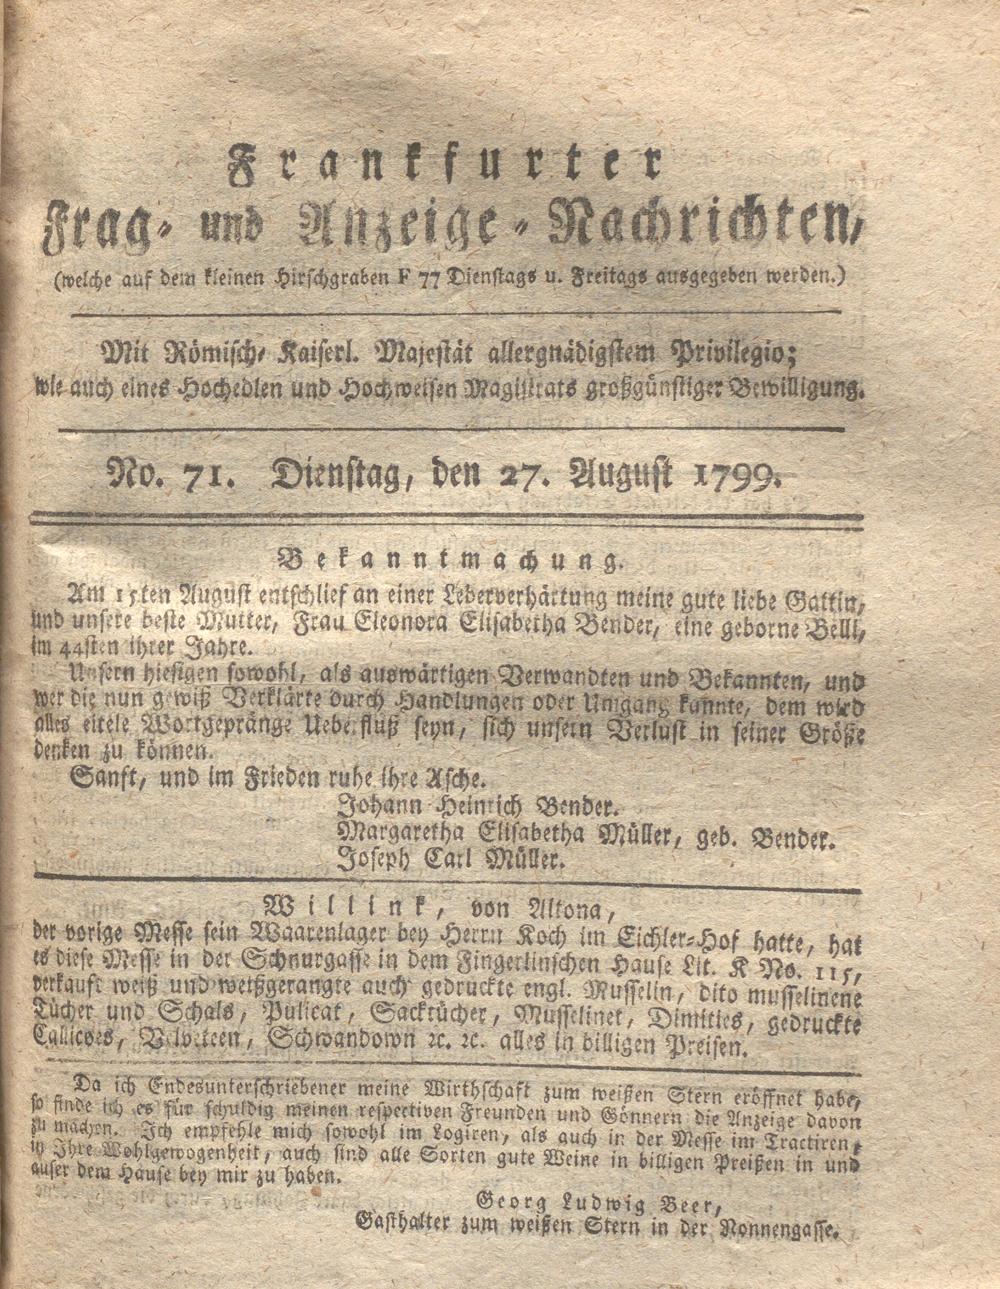 Frankfurter
Frag- und Anzeige-Nachrichten,
(welche auf dem kleinen Hirschgraben F 77 Dienstags u. Freitags ausgegeben werden.)
Mit Römisch- Kaiserl. Majestät allergnädigstem Privilegio;
wie auch eines Hochedlen und Hochweisen Magistrats großgünstiger Bewilligung.
No. 71. Dienstag, den 27. August 1799.
Bekanntmachung.
Am 15ten August entschlief an einer Leberverhärtung meine gute liebe Gattin,
und unsere beste Mutter, Frau Eleonora Elisabetha Bender, eine geborne Belli,
im 44sten ihrer Jahre.
Unsern hiesigen sowohl, als auswärtigen Verwandten und Bekannten, und
wer die nun gewiß Verklärte durch Handlungen oder Umgang kannte, dem wird
alles eitele Wortgepränge Ueberfluß seyn, sich unsern Verlust in seiner Größe
denken zu können.
Sanft, und im Frieden ruhe ihre Asche.
Johann Heinrich Bender.
Margaretha Elisabetha Müller, geb. Bender.
Joseph Carl Müller.
Willink, von Altona,
der vorige Messe sein Waarenlager bey Herrn Koch im Eichler-Hof hatte, hat
es diese Messe in der Schnurgasse in dem Fingerlinschen Hause Lit. K No. 115,
verkauft weiß und weißgerangte auch gedruckte engl. Musselin, dito musselinene
Tücher und Schals, Pulicat, Sacktücher, Musselinet, Dimities, gedruckte
Callicoes, Velveteen, Schwandown ꝛc. ꝛc. alles in billigen Preisen.
Da ich Endesunterschriebener meine Wirthschaft zum weißen Stern eröffnet habe,
so finde ich es für schuldig meinen respectiven Freunden und Gönnern die Anzeige davon
zu machen. Ich empfehle mich sowohl im Logiren, als auch in der Messe im Tractiren,
in Ihre Wohlgewogenheit, auch sind alle Sorten gute Weine in billigen Preißen in und
auser dem Hause bey mir zu haben.
Georg Ludwig Beer,
Gasthalter zum weißen Stern in der Nonnengasse.